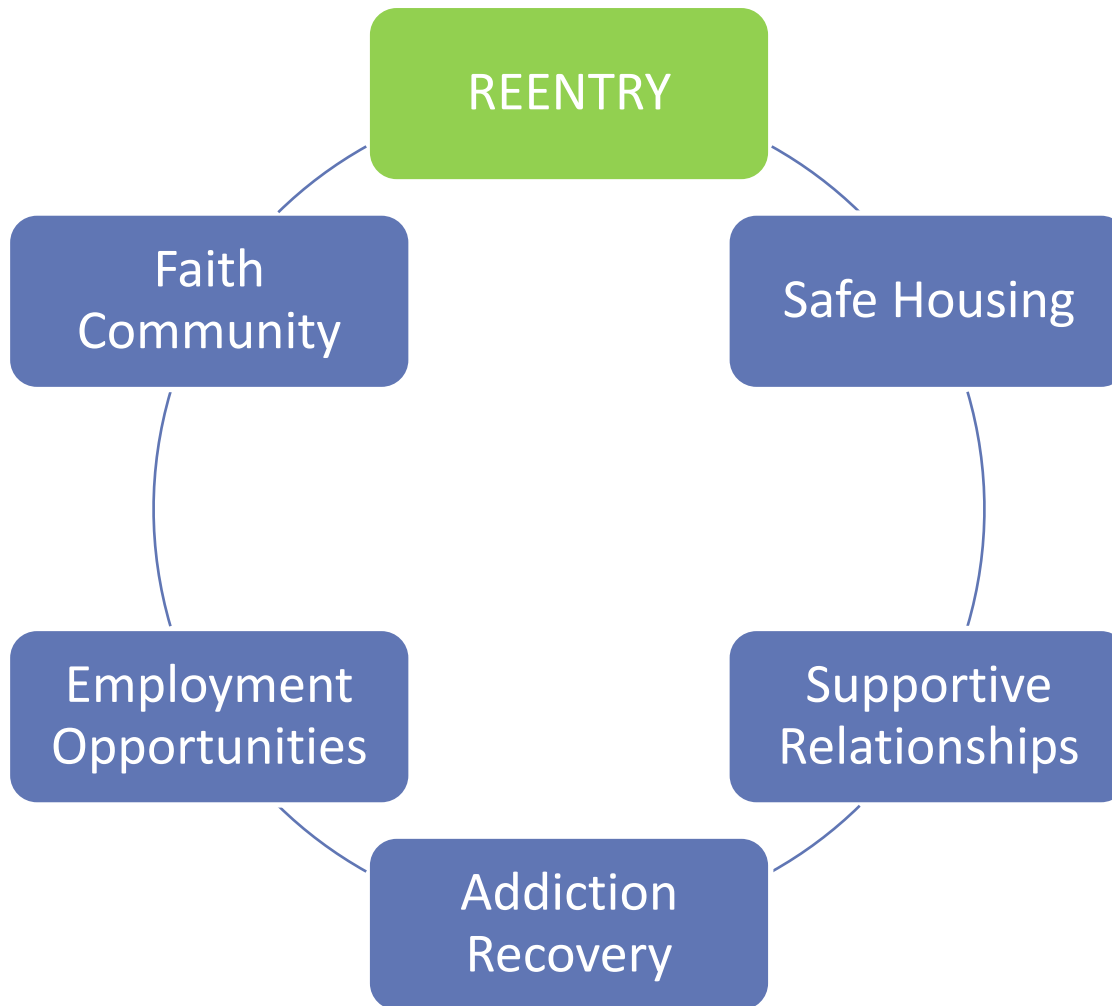 REENTRY
Safe Housing
Supportive
Relationships
Addiction
Recovery
Employment
Opportunities
Faith
Community